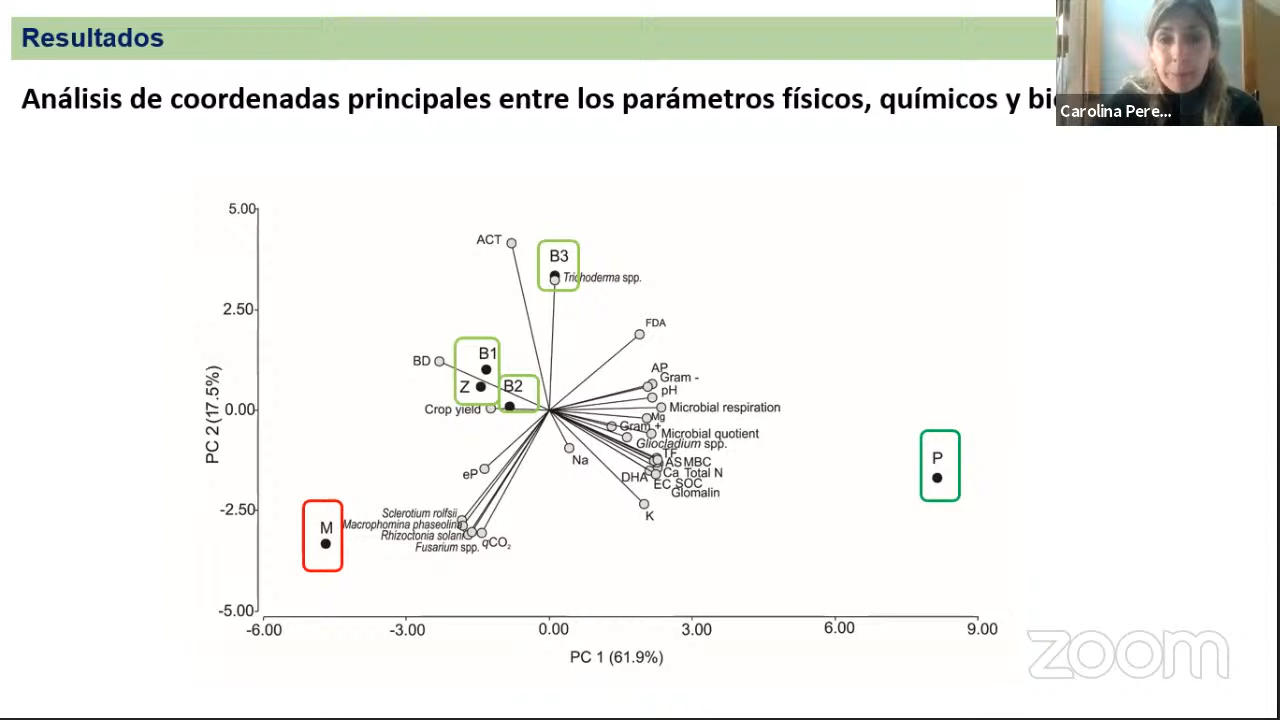 Resultados
Análisis de coordenadas principales entre los parámetros físicos, químicos y
Carolina Pere...
5.00
ACT
B3
Trichoderma spp.
2.50
FDA
BD
B1
AP
Gram -
Z
B2
pH
0.00
Crop yield
Microbial respiration
Mg
Gram +
Microbial quotient
Gliocladium spp.
PC 2 (17.5%)
Na
TF
AS MBC
P
eP
DHA
Ca Total N
EC SOC
Glomalin
-2.50
K
M
Sclerotium rolfsii
Macrophomina phaseolina
Rhizoctonia solani
Fusarium spp.
qCO₂
-5.00
-6.00
-3.00
0.00
3.00
6.00
9.00
PC 1 (61.9%)
zoom